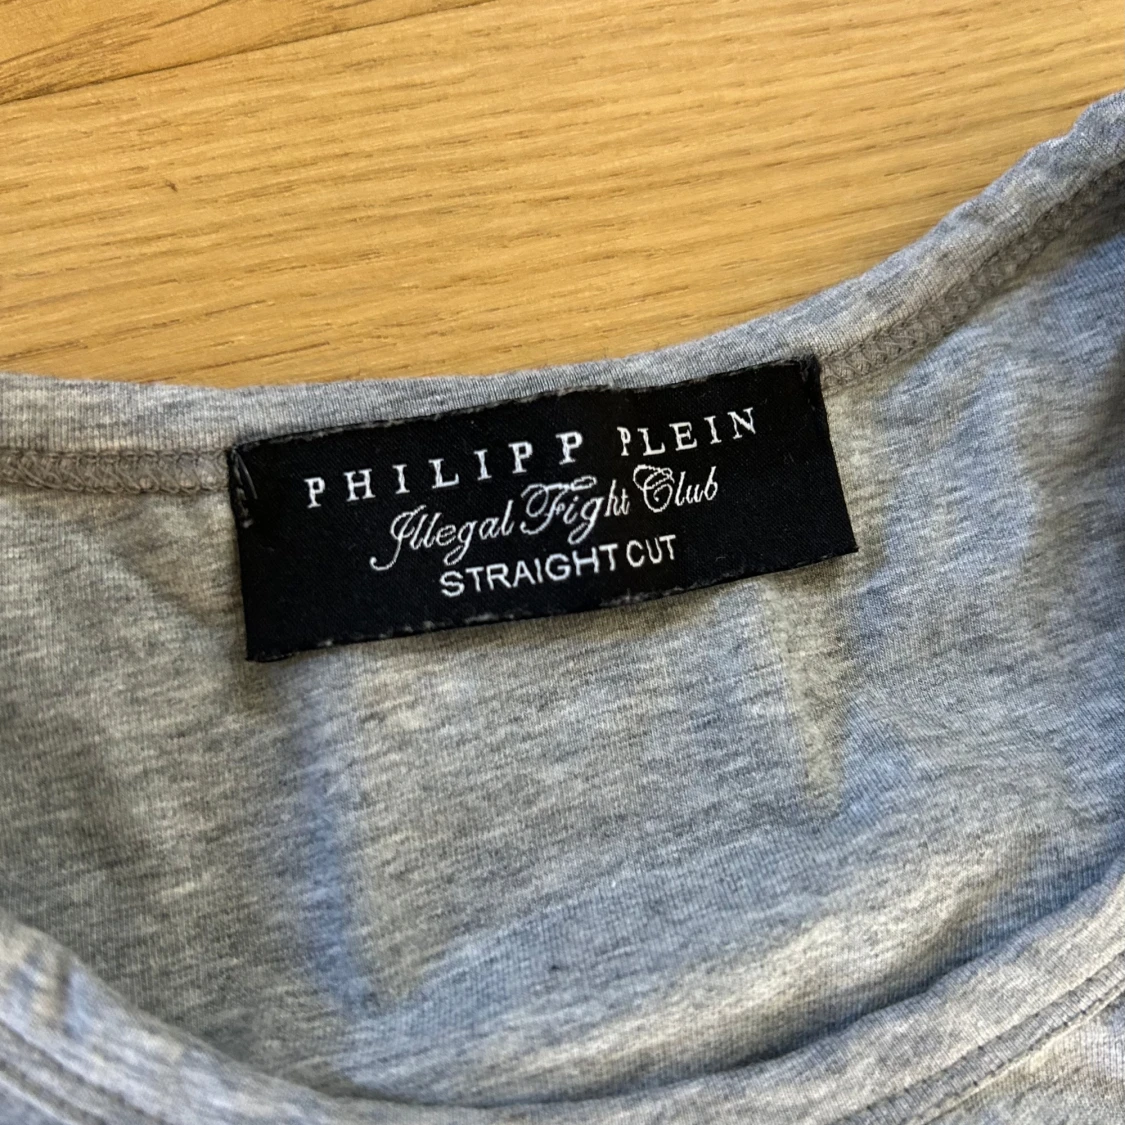 PHILIPP PLEIN
Illegal Fight Club
STRAIGHT CUT